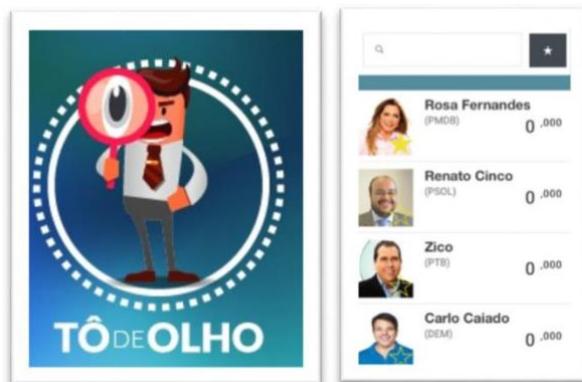 TÔ DE OLHO
Rosa Fernandes
(PMDB)
0 ,000
Renato Cinco
(PSOL)
0 ,000
Zico
(PTB)
0 ,000
Carlo Caiado
(DEM)
0 ,000